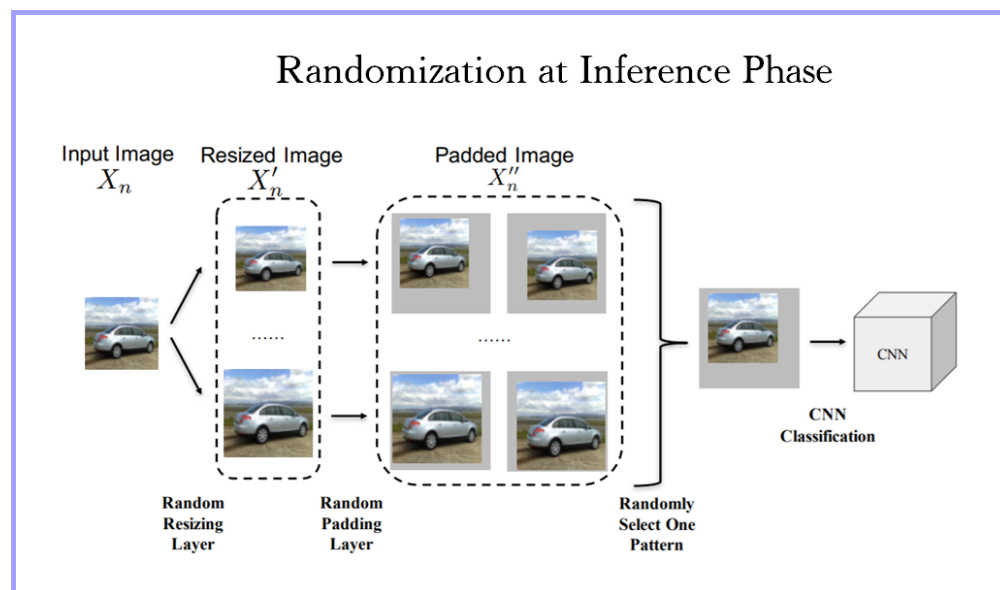 Randomization at Inference Phase
Input Image
Xₙ
Resized Image
X′ₙ
Padded Image
X″ₙ
......
......
CNN
CNN
Classification
Random
Resizing
Layer
Random
Padding
Layer
Randomly
Select One
Pattern